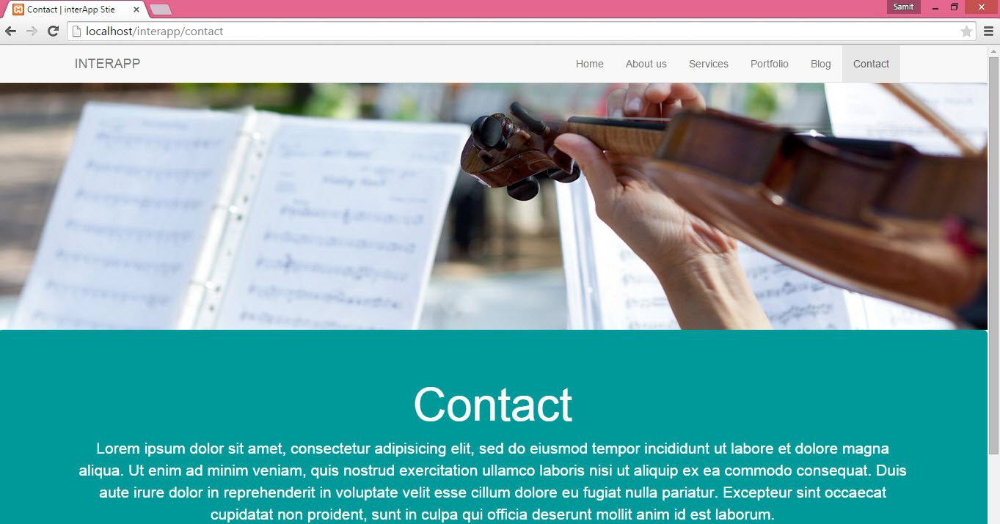 Contact | interApp Stie
Samit
localhost/interapp/contact
INTERAPP
Home About us Services Portfolio Blog Contact
Contact
Lorem ipsum dolor sit amet, consectetur adipisicing elit, sed do eiusmod tempor incididunt ut labore et dolore magna
aliqua. Ut enim ad minim veniam, quis nostrud exercitation ullamco laboris nisi ut aliquip ex ea commodo consequat. Duis
aute irure dolor in reprehenderit in voluptate velit esse cillum dolore eu fugiat nulla pariatur. Excepteur sint occaecat
cupidatat non proident, sunt in culpa qui officia deserunt mollit anim id est laborum.